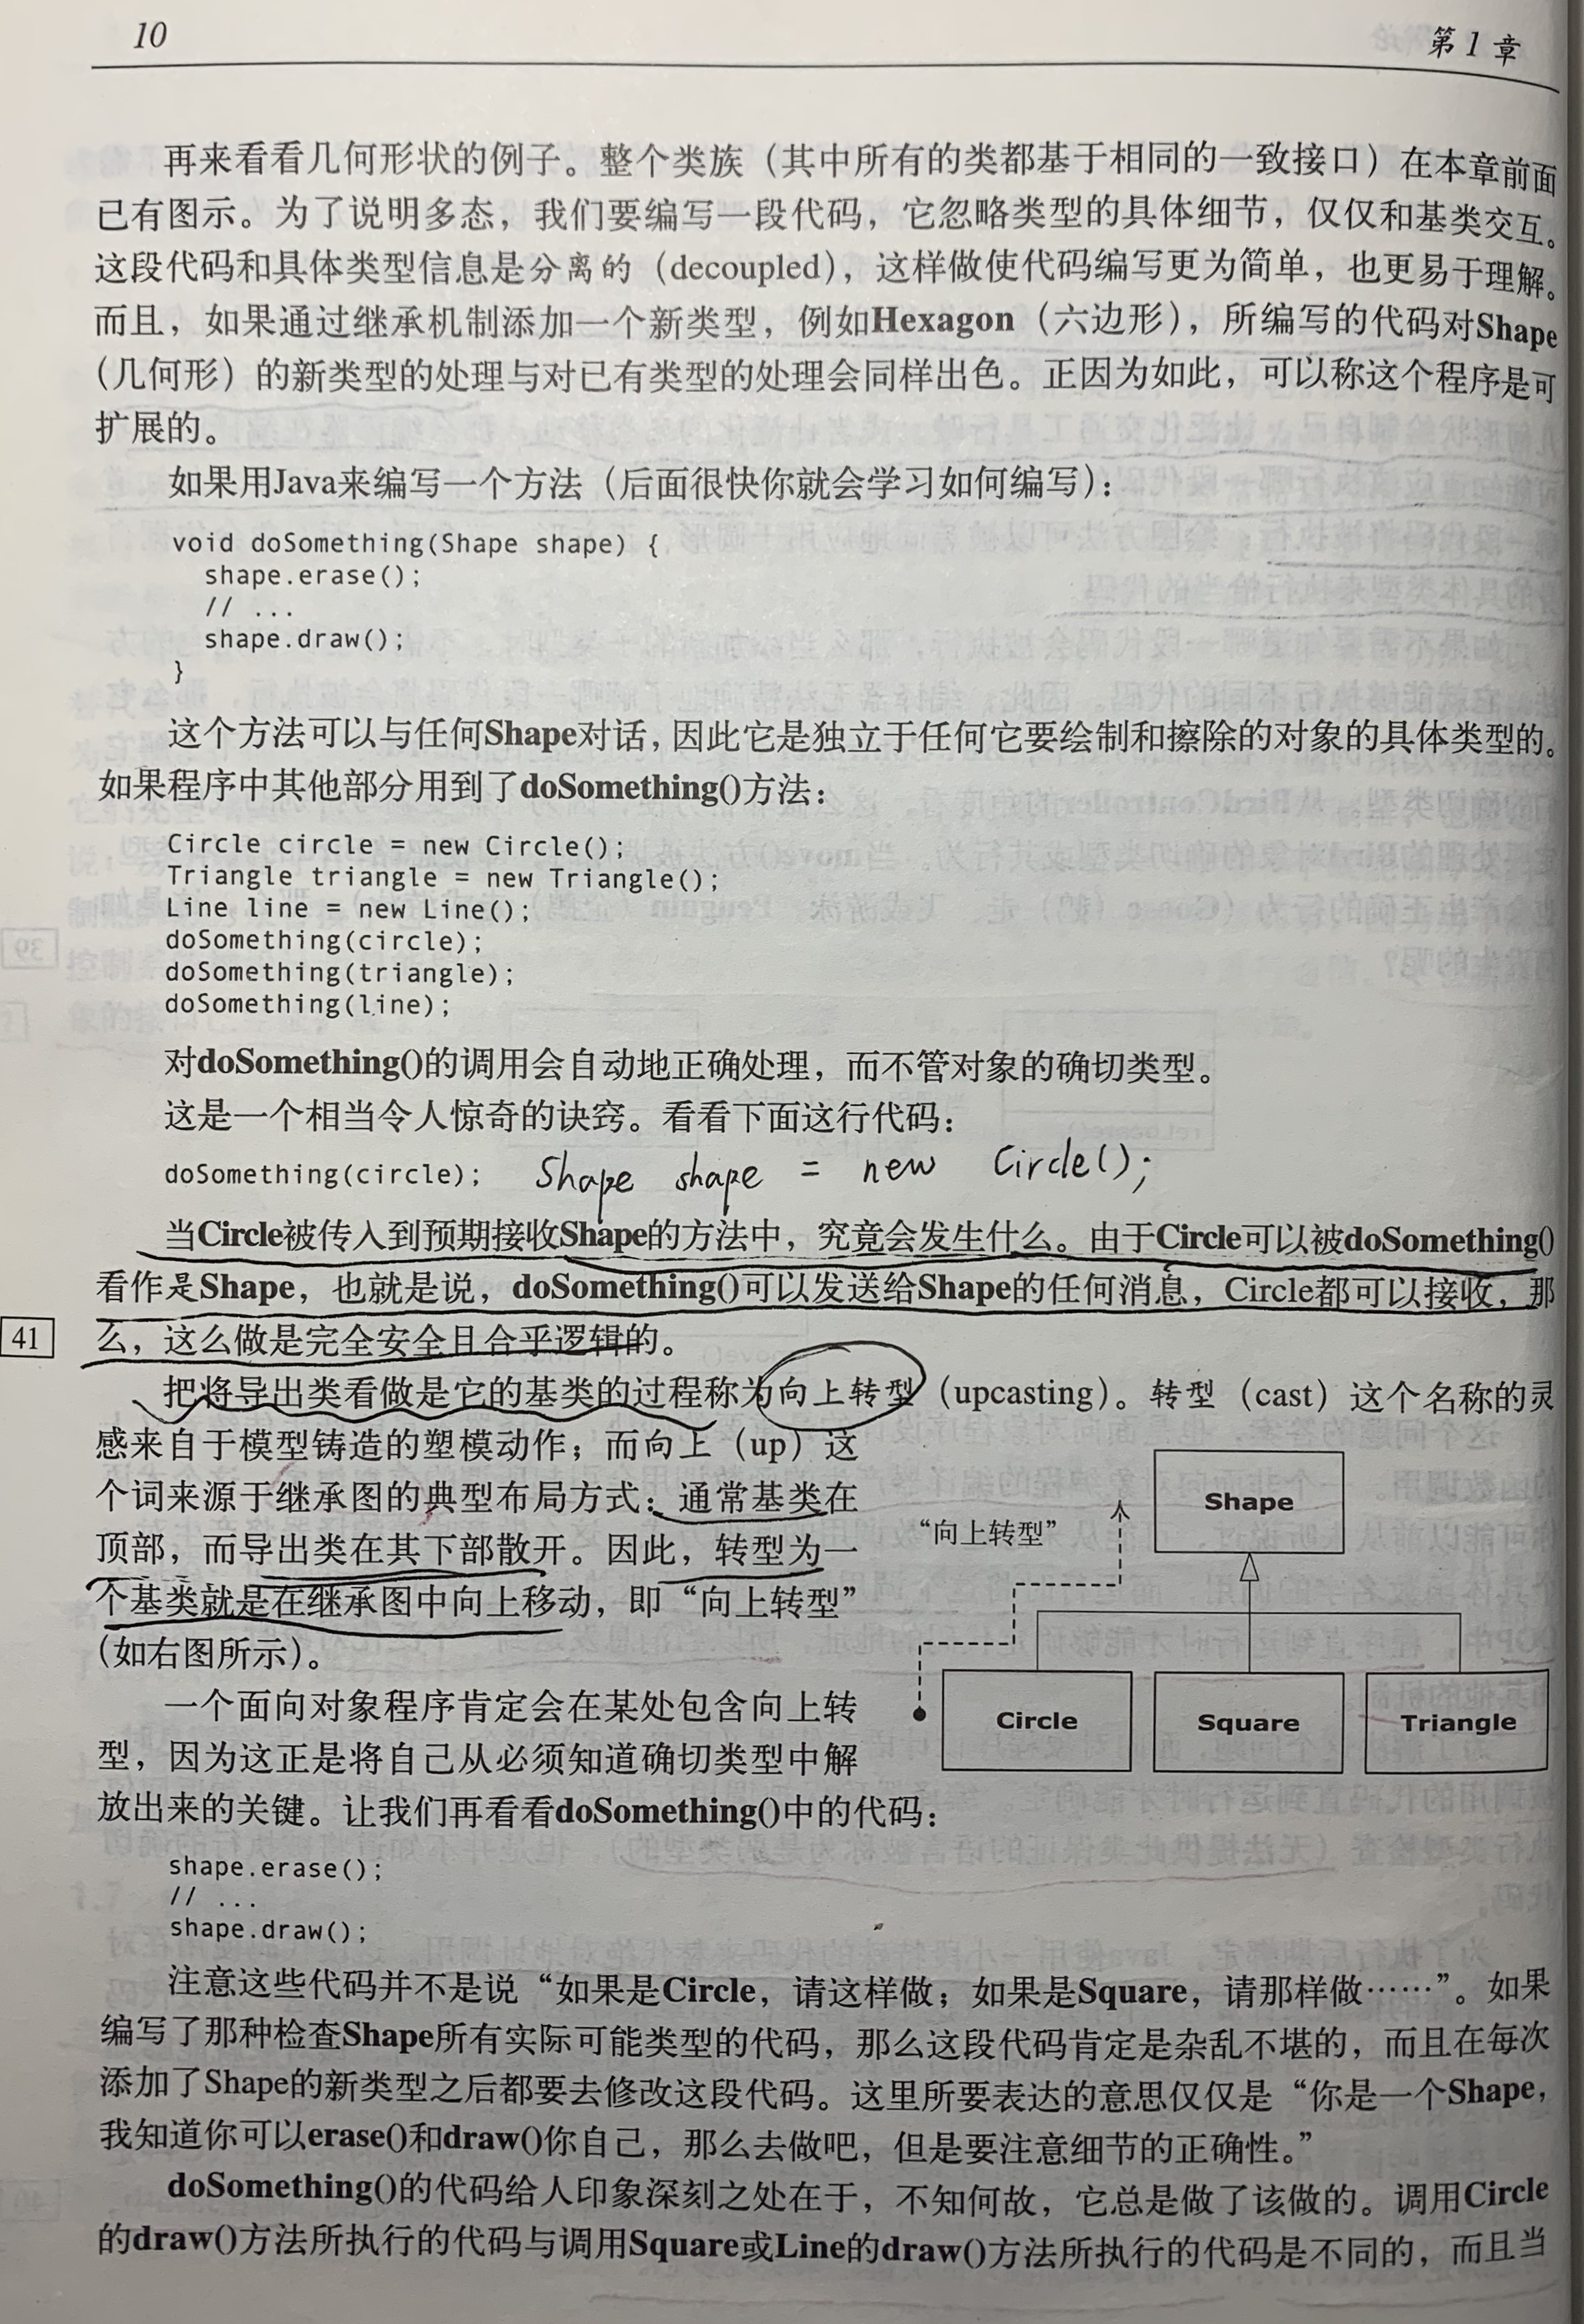 10
第1章
再来看看几何形状的例子。整个类族（其中所有的类都基于相同的一致接口）在本章前面
已有图示。为了说明多态，我们要编写一段代码，它忽略类型的具体细节，仅仅和基类交互。
这段代码和具体类型信息是分离的（decoupled），这样做使代码编写更为简单，也更易于理解。
而且，如果通过继承机制添加一个新类型，例如Hexagon（六边形），所编写的代码对Shape
（几何形）的新类型的处理与对已有类型的处理会同样出色。正因为如此，可以称这个程序是可
扩展的。
如果用Java来编写一个方法（后面很快你就会学习如何编写）：
void doSomething(Shape shape) {
  shape.erase();
  // ...
  shape.draw();
}
这个方法可以与任何Shape对话，因此它是独立于任何它要绘制和擦除的对象的具体类型的。
如果程序中其他部分用到了doSomething()方法：
Circle circle = new Circle();
Triangle triangle = new Triangle();
Line line = new Line();
doSomething(circle);
doSomething(triangle);
doSomething(line);
对doSomething()的调用会自动地正确处理，而不管对象的确切类型。
这是一个相当令人惊奇的诀窍。看看下面这行代码：
doSomething(circle); Shape shape = new Circle();
当Circle被传入到预期接收Shape的方法中，究竟会发生什么。由于Circle可以被doSomething()
看作是Shape，也就是说，doSomething()可以发送给Shape的任何消息，Circle都可以接收，那
41
么，这么做是完全安全且合乎逻辑的。
把将导出类看做是它的基类的过程称为向上转型（upcasting）。转型（cast）这个名称的灵
感来自于模型铸造的塑模动作；而向上（up）这
个词来源于继承图的典型布局方式：通常基类在
顶部，而导出类在其下部散开。因此，转型为一
个基类就是在继承图中向上移动，即“向上转型”
（如右图所示）。
Shape
“向上转型”
Circle
Square
Triangle
一个面向对象程序肯定会在某处包含向上转
型，因为这正是将自己从必须知道确切类型中解
放出来的关键。让我们再看看doSomething()中的代码：
shape.erase();
// ...
shape.draw();
注意这些代码并不是说“如果是Circle，请这样做；如果是Square，请那样做……”。如果
编写了那种检查Shape所有实际可能类型的代码，那么这段代码肯定是杂乱不堪的，而且在每次
添加了Shape的新类型之后都要去修改这段代码。这里所要表达的意思仅仅是“你是一个Shape，
我知道你可以erase()和draw()你自己，那么去做吧，但是要注意细节的正确性。”
doSomething()的代码给人印象深刻之处在于，不知何故，它总是做了该做的。调用Circle
的draw()方法所执行的代码与调用Square或Line的draw()方法所执行的代码是不同的，而且当